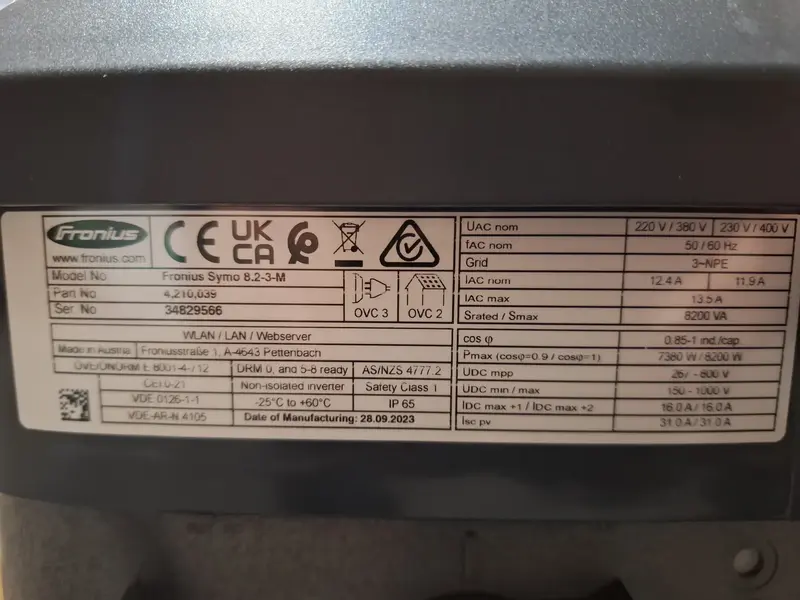 Fronius
www.fronius.com
CE UK CA
Model No Fronius Symo 8.2-3-M
Part No 4,210,039
Ser. No 34829566
OVC 3 OVC 2
WLAN / LAN / Webserver
Made in Austria Froniusstraße 1, A-4643 Pettenbach
OVE/ÖNORM E 8001-4-712 DRM 0, and 5-8 ready AS/NZS 4777.2
CEI 0-21 Non-isolated inverter Safety Class 1
VDE 0126-1-1 -25°C to +60°C IP 65
VDE-AR-N 4105 Date of Manufacturing: 28.09.2023
UAC nom 220 V / 380 V 230 V / 400 V
fAC nom 50 / 60 Hz
Grid 3~NPE
IAC nom 12.4 A 11.9 A
IAC max 13.5 A
Srated / Smax 8200 VA
cos φ 0.85-1 ind./cap.
Pmax (cosφ=0.9 / cosφ=1) 7380 W / 8200 W
UDC mpp 267 - 800 V
UDC min / max 150 - 1000 V
IDC max +1 / IDC max +2 16.0 A / 16.0 A
Isc pv 31.0 A / 31.0 A